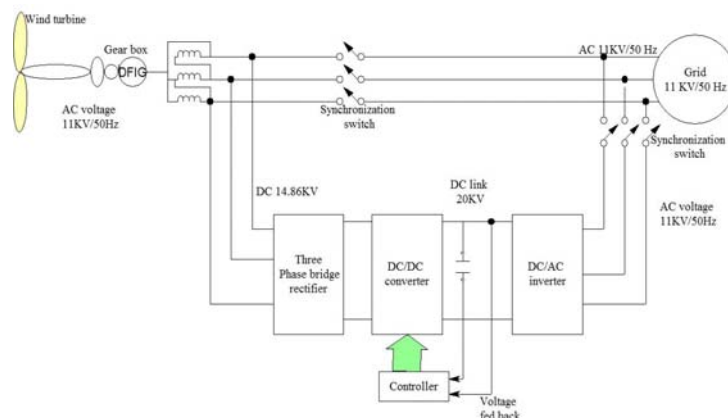 Wind turbine
Gear box
DFIG
AC voltage
11KV/50Hz
AC 11KV/50 Hz
Grid
11 KV/50 Hz
Synchronization
switch
Synchronization
switch
DC 14.86KV
DC link
20KV
AC voltage
11KV/50Hz
Three
Phase bridge
rectifier
DC/DC
converter
DC/AC
inverter
Controller
Voltage
fed back